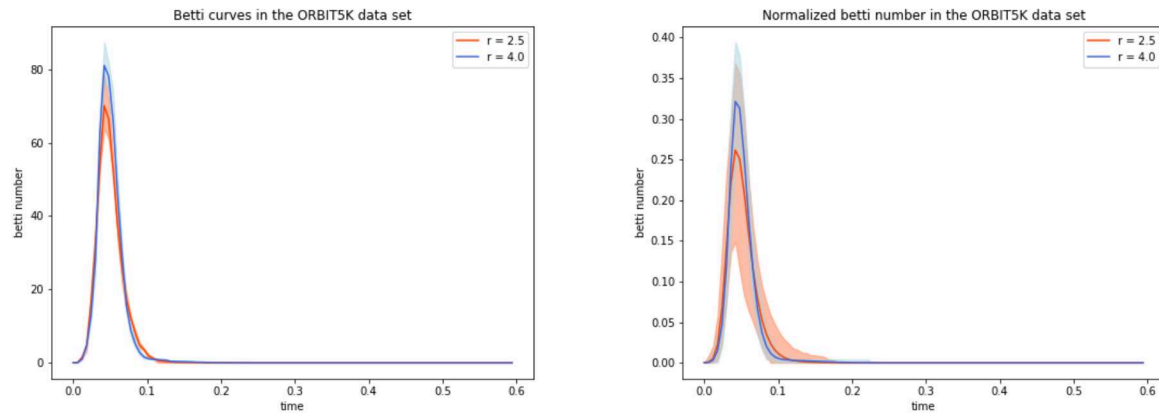 Betti curves in the ORBIT5K data set
r = 2.5
r = 4.0
betti number
80
60
40
20
0
0.0 0.1 0.2 0.3 0.4 0.5 0.6
time
Normalized betti number in the ORBIT5K data set
r = 2.5
r = 4.0
betti number
0.40
0.35
0.30
0.25
0.20
0.15
0.10
0.05
0.00
0.0 0.1 0.2 0.3 0.4 0.5 0.6
time